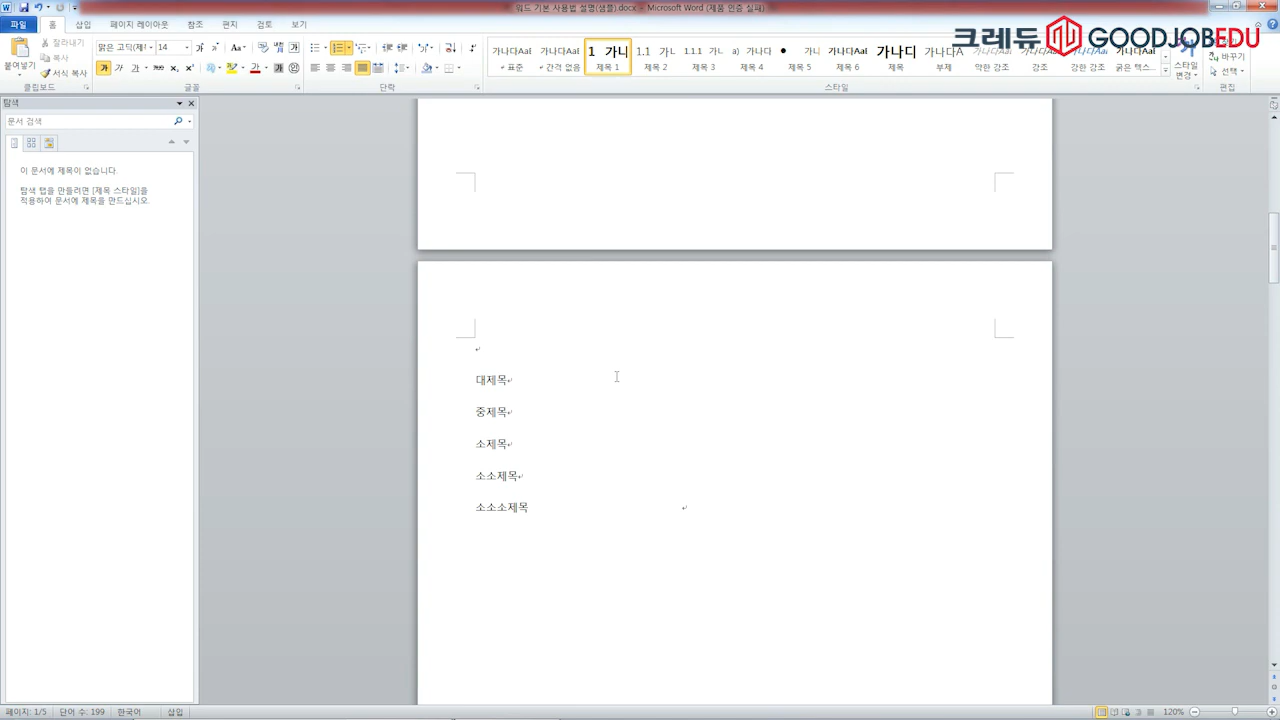 워드 기본 사용법 설명(샘플).docx - Microsoft Word (제품 인증 실패)
파일 홈 삽입 페이지 레이아웃 참조 편지 검토 보기
크레듀 GOODJOBEDU
붙여넣기 잘라내기 복사 서식 복사
맑은 고딕 14
가나다Aal 가나다Aal 1 가니 1.1 가ㄴ 1.1.1 가ㄴ a) 가나다 ● 가니 가나다Aal 가나디 가나다A
표준 간격 없음 제목 1 제목 2 제목 3 제목 4 제목 5 제목 6 제목 부제 약한 강조 강조 강한 강조 굵은 텍스...
스타일 변경 바꾸기 선택
클립보드 글꼴 단락 스타일 편집
탐색
문서 검색
이 문서에 제목이 없습니다.
탐색 탭을 만들려면 [제목 스타일]을
적용하여 문서에 제목을 만드십시오.
대제목
중제목
소제목
소소제목
소소소제목
페이지: 1/5 단어 수: 199 한국어 삽입 120%